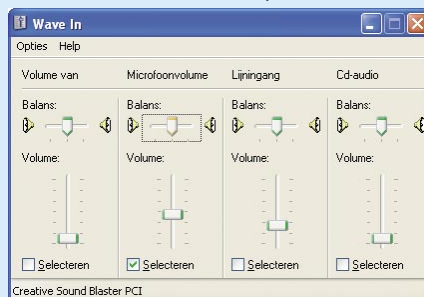 Wave In
Opties Help
Volume van Microfoonvolume Lijningang Cd-audio
Balans: Balans: Balans: Balans:
Volume: Volume: Volume: Volume:
Selecteren Selecteren Selecteren Selecteren
Creative Sound Blaster PCI